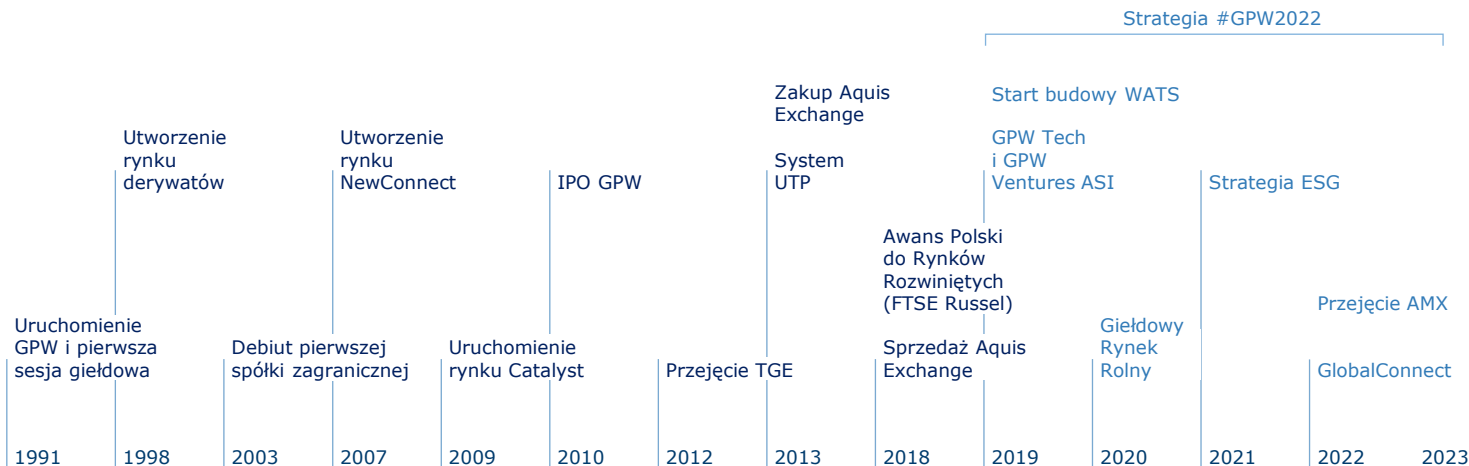 Strategia #GPW2022
Zakup Aquis
Exchange
Start budowy WATS
Utworzenie
rynku
derywatów
Utworzenie
rynku
NewConnect
IPO GPW
System
UTP
GPW Tech
i GPW
Ventures ASI
Strategia ESG
Awans Polski
do Rynków
Rozwiniętych
(FTSE Russel)
Przejęcie AMX
Uruchomienie
GPW i pierwsza
sesja giełdowa
Debiut pierwszej
spółki zagranicznej
Uruchomienie
rynku Catalyst
Przejęcie TGE
Sprzedaż Aquis
Exchange
Giełdowy
Rynek
Rolny
GlobalConnect
1991
1998
2003
2007
2009
2010
2012
2013
2018
2019
2020
2021
2022
2023